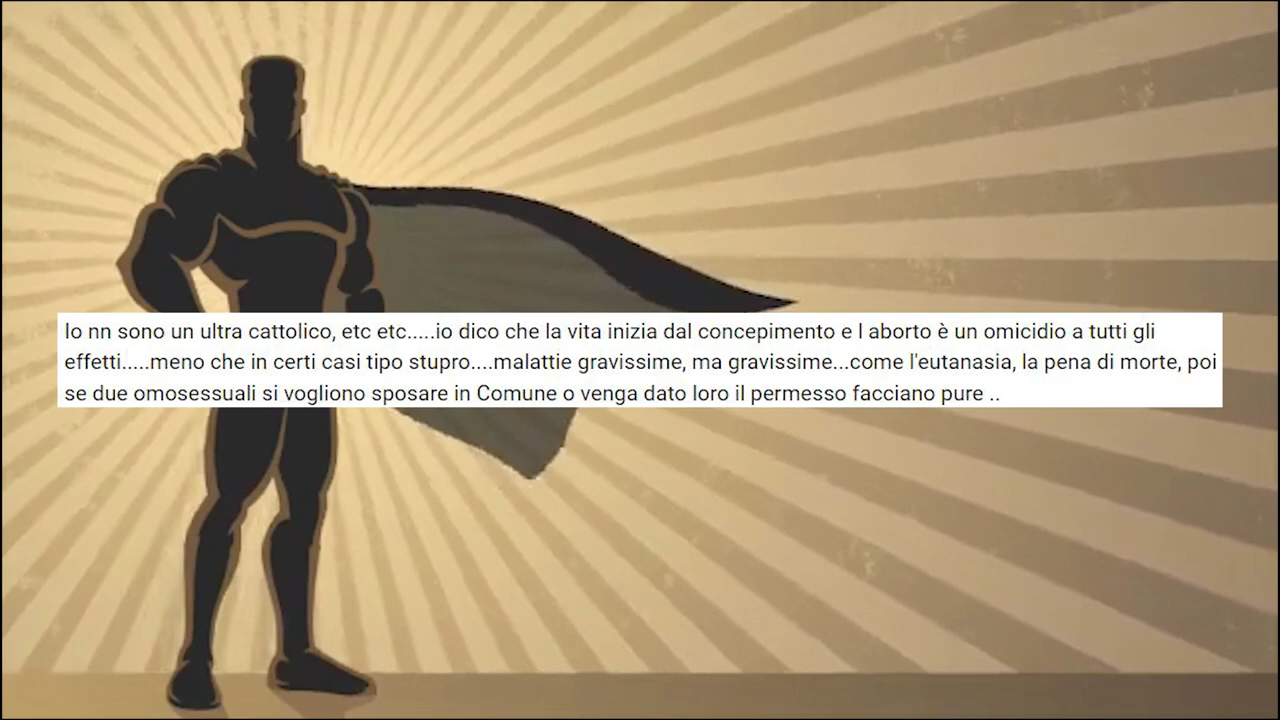 Io nn sono un ultra cattolico, etc etc.....io dico che la vita inizia dal concepimento e l aborto è un omicidio a tutti gli
effetti.....meno che in certi casi tipo stupro....malattie gravissime, ma gravissime...come l'eutanasia, la pena di morte, poi
se due omosessuali si vogliono sposare in Comune o venga dato loro il permesso facciano pure ..